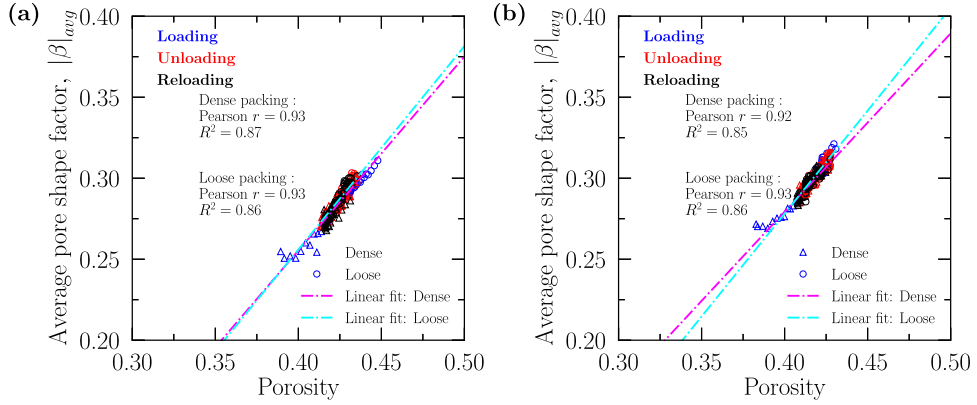 (a)
Average pore shape factor, |β|avg
0.40
0.35
0.30
0.25
0.20
Loading
Unloading
Reloading
Dense packing :
Pearson r = 0.93
R² = 0.87
Loose packing :
Pearson r = 0.93
R² = 0.86
Dense
Loose
Linear fit: Dense
Linear fit: Loose
0.30 0.35 0.40 0.45 0.50
Porosity
(b)
Average pore shape factor, |β|avg
0.40
0.35
0.30
0.25
0.20
Loading
Unloading
Reloading
Dense packing :
Pearson r = 0.92
R² = 0.85
Loose packing :
Pearson r = 0.93
R² = 0.86
Dense
Loose
Linear fit: Dense
Linear fit: Loose
0.30 0.35 0.40 0.45 0.50
Porosity